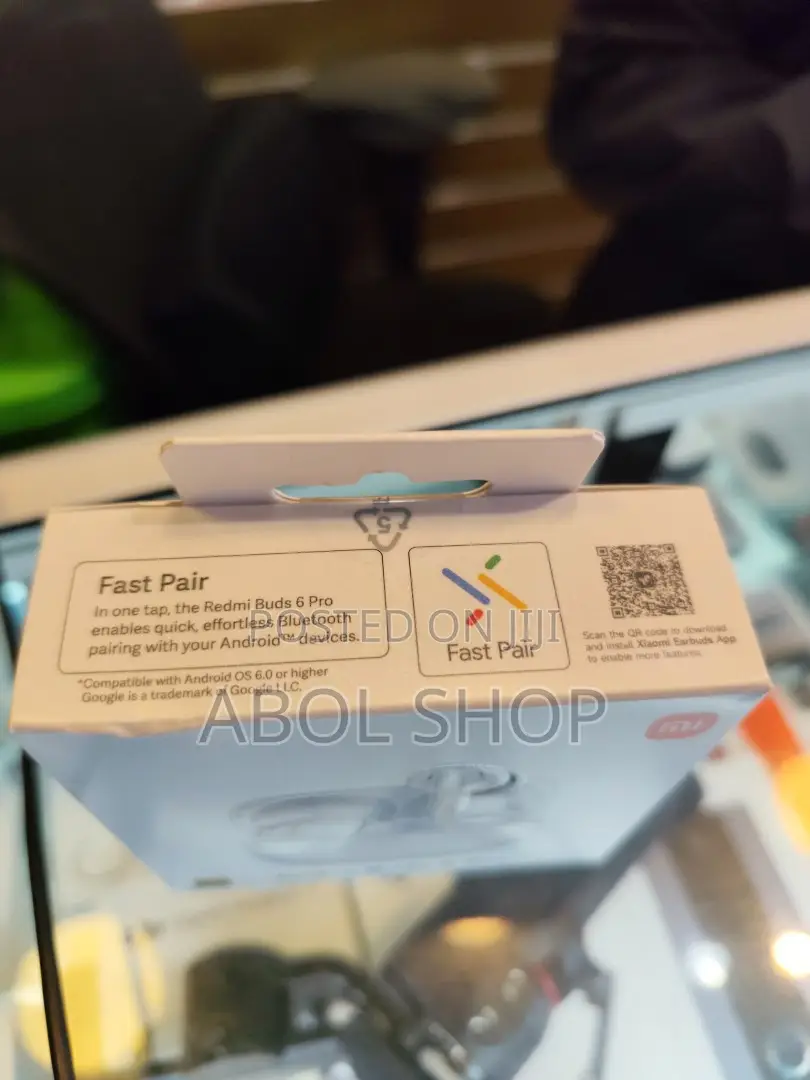 5
Fast Pair
In one tap, the Redmi Buds 6 Pro
enables quick, effortless Bluetooth
pairing with your Android™ devices.
*Compatible with Android OS 6.0 or higher
Google is a trademark of Google LLC.
Fast Pair
Scan the QR code to download
and install Xiaomi Earbuds App
to enable more features.
POSTED ON JIJI
ABOL SHOP
mi